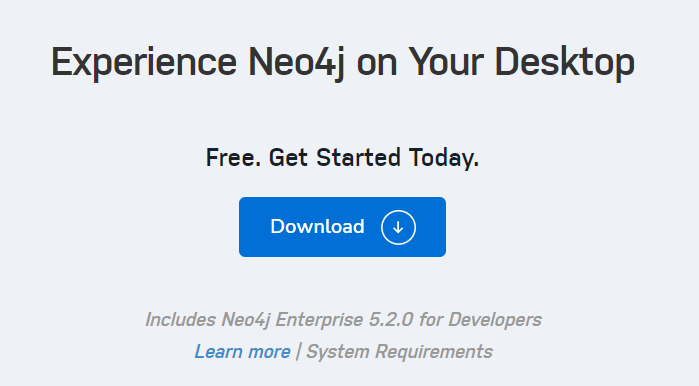 Experience Neo4j on Your Desktop
Free. Get Started Today.
Download
Includes Neo4j Enterprise 5.2.0 for Developers
Learn more | System Requirements